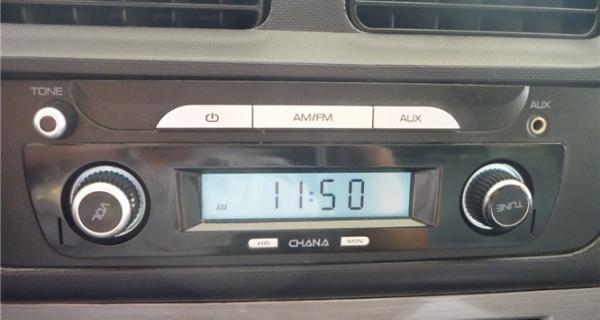 TONE
AM/FM
AUX
AUX
VOL
AM 11:50
TUNE
HR
CHANA
MIN